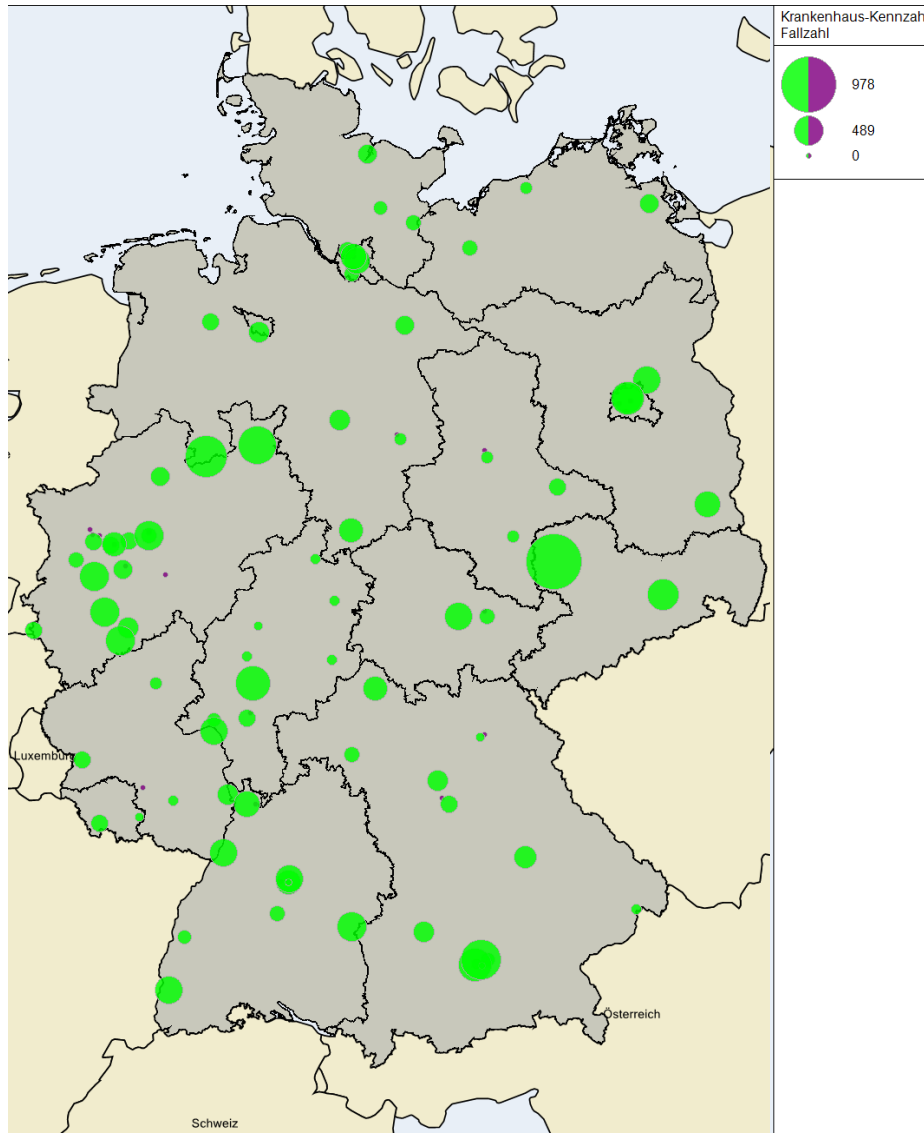 Krankenhaus-Kennzah
Fallzahl
978
489
0
Luxemburg
Österreich
Schweiz